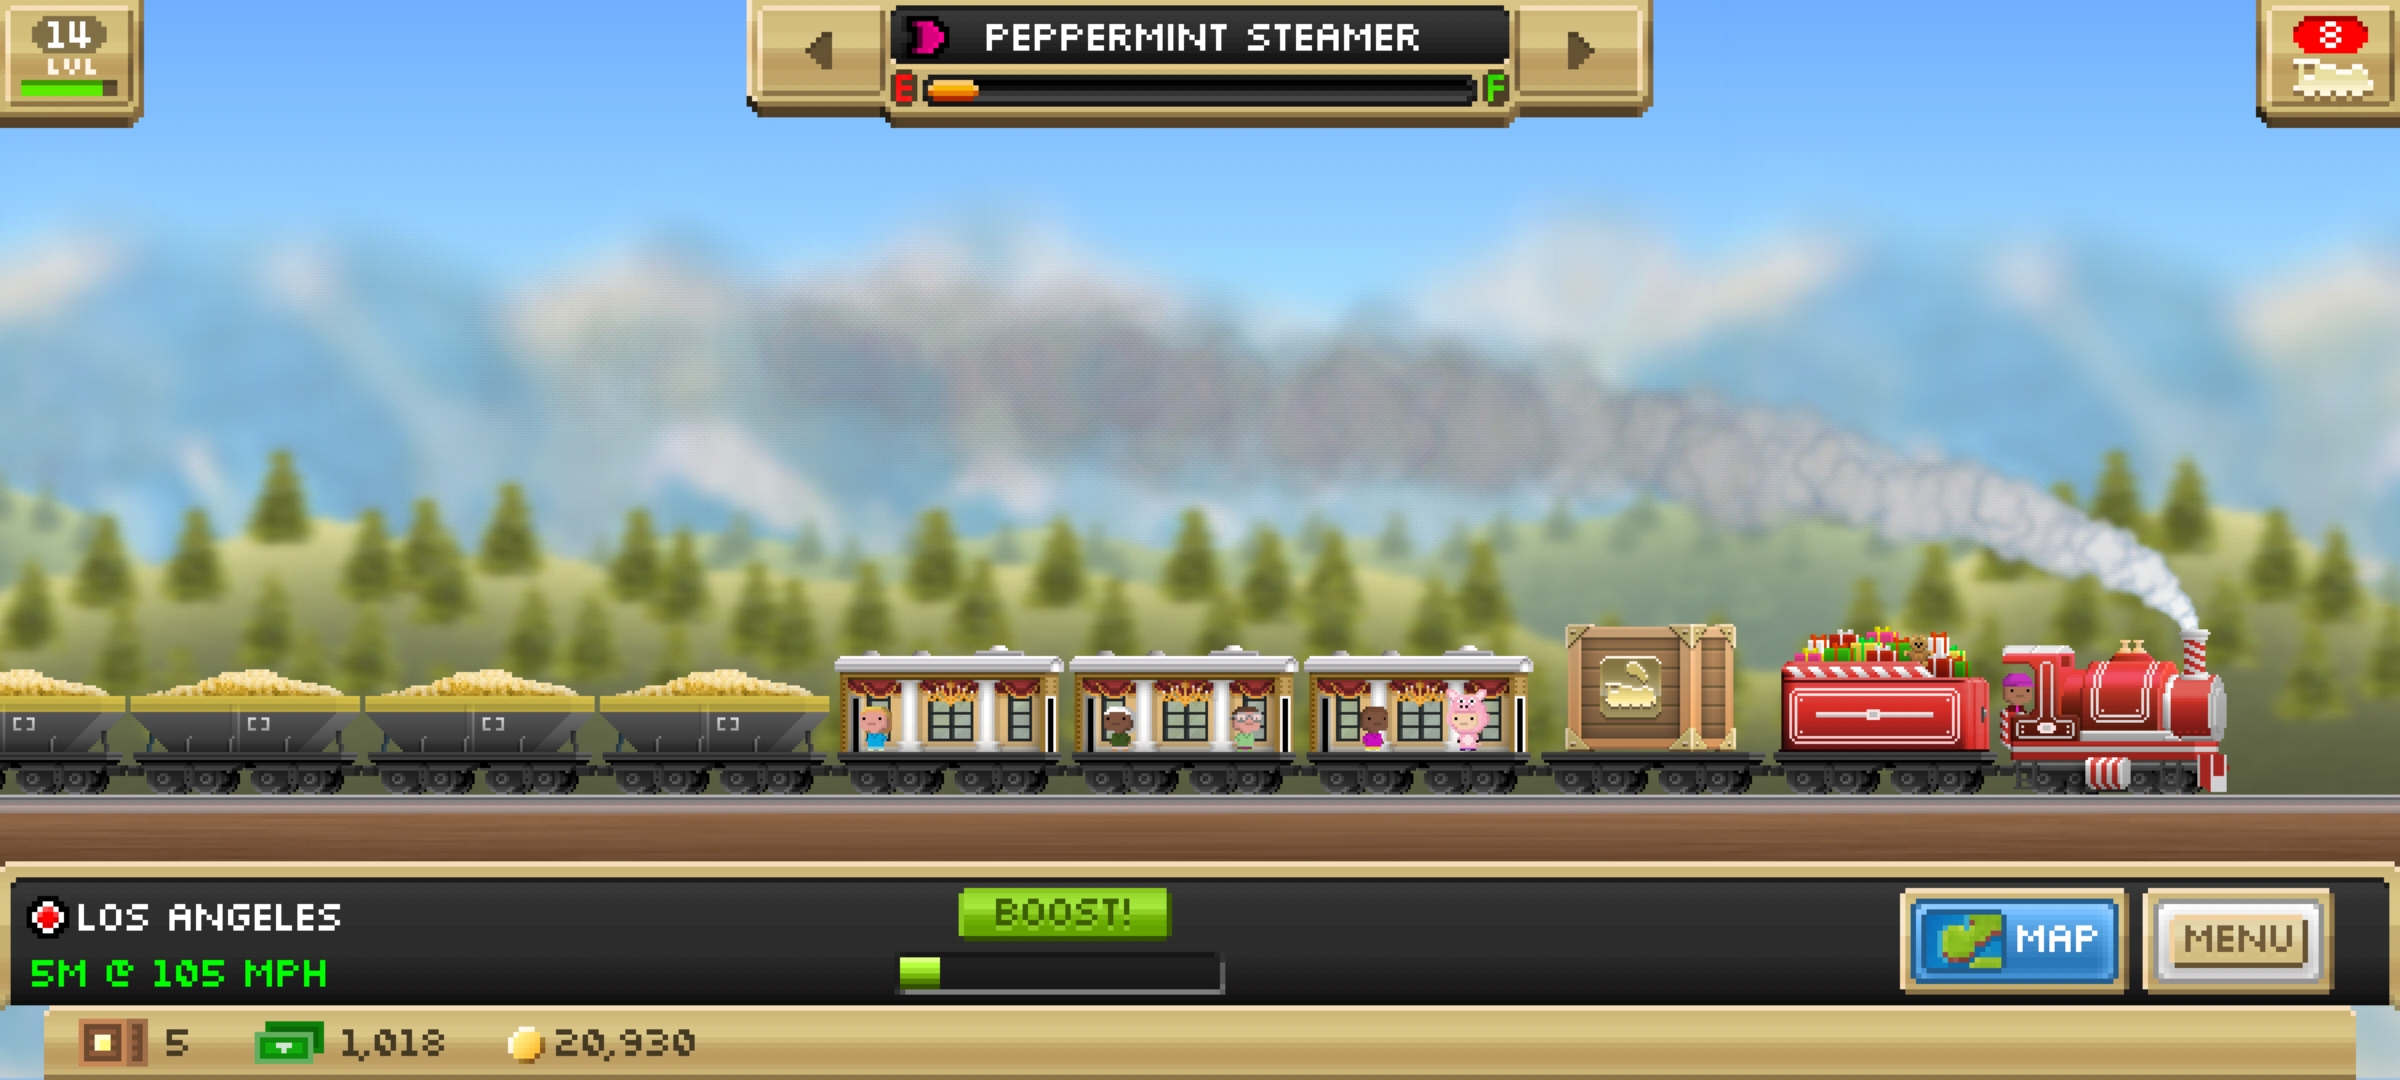 14
LVL
PEPPERMINT STEAMER
E F
8
LOS ANGELES
5M @ 105 MPH
BOOST!
MAP
MENU
5 1,018 20,930